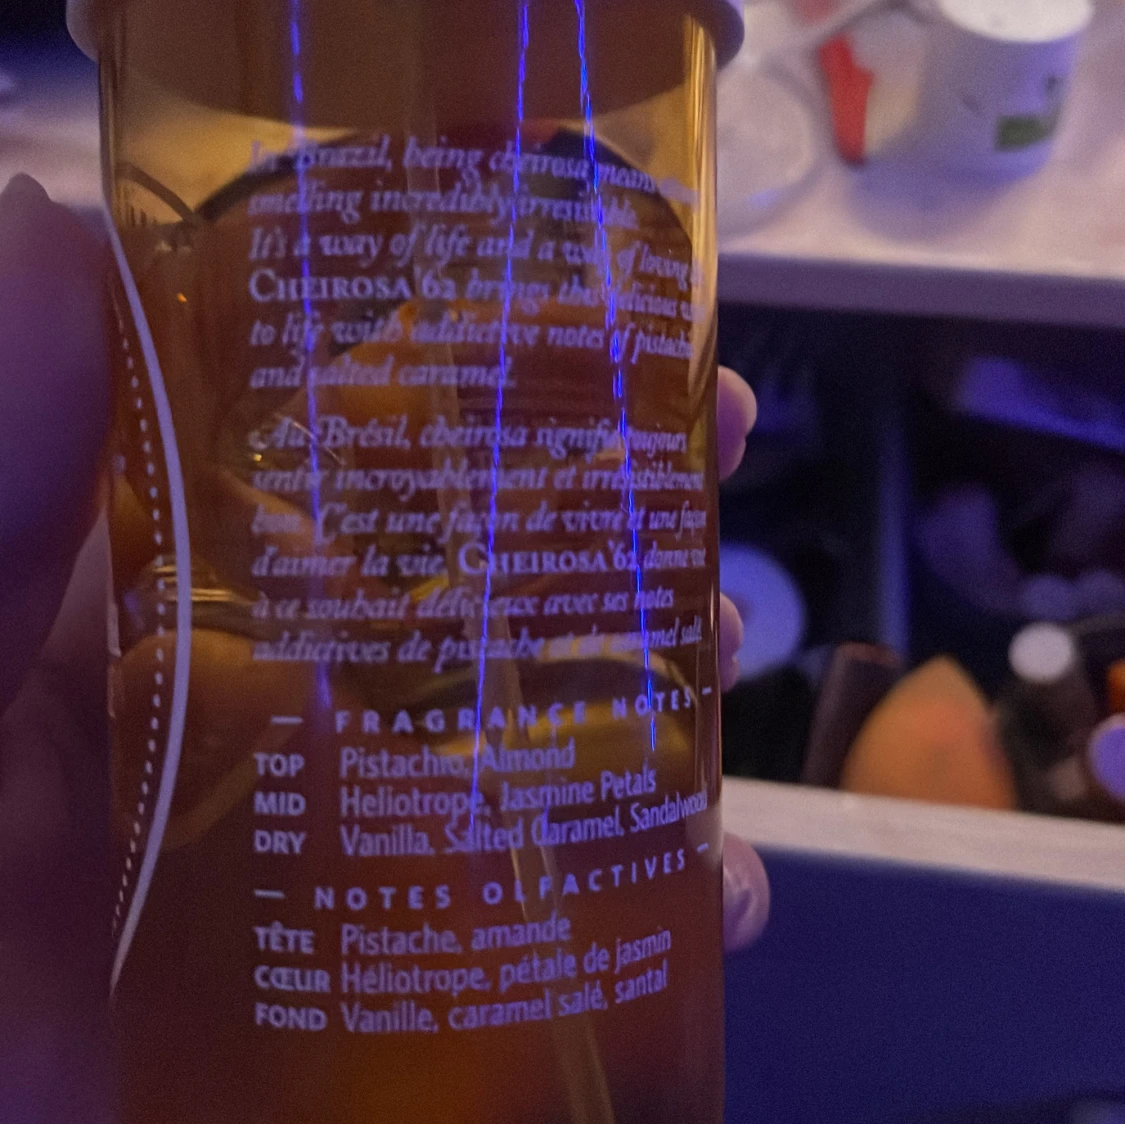 In Brazil, being cheirosa means
smelling incredibly irresistible.
It's a way of life and a way of loving
CHEIROSA '62 brings this delicious
to life with addictive notes of pistachio
and salted caramel.
Au Brésil, cheirosa signifie toujours
sentir incroyablement et irrésistiblement
bon. C'est une façon de vivre et une façon
d'aimer la vie. CHEIROSA '62 donne vie
à ce souhait délicieux avec ses notes
addictives de pistache et de caramel salé.
— FRAGRANCE NOTES —
TOP Pistachio, Almond
MID Heliotrope, Jasmine Petals
DRY Vanilla, Salted Caramel, Sandalwood
— NOTES OLFACTIVES —
TÊTE Pistache, amande
CŒUR Héliotrope, pétale de jasmin
FOND Vanille, caramel salé, santal